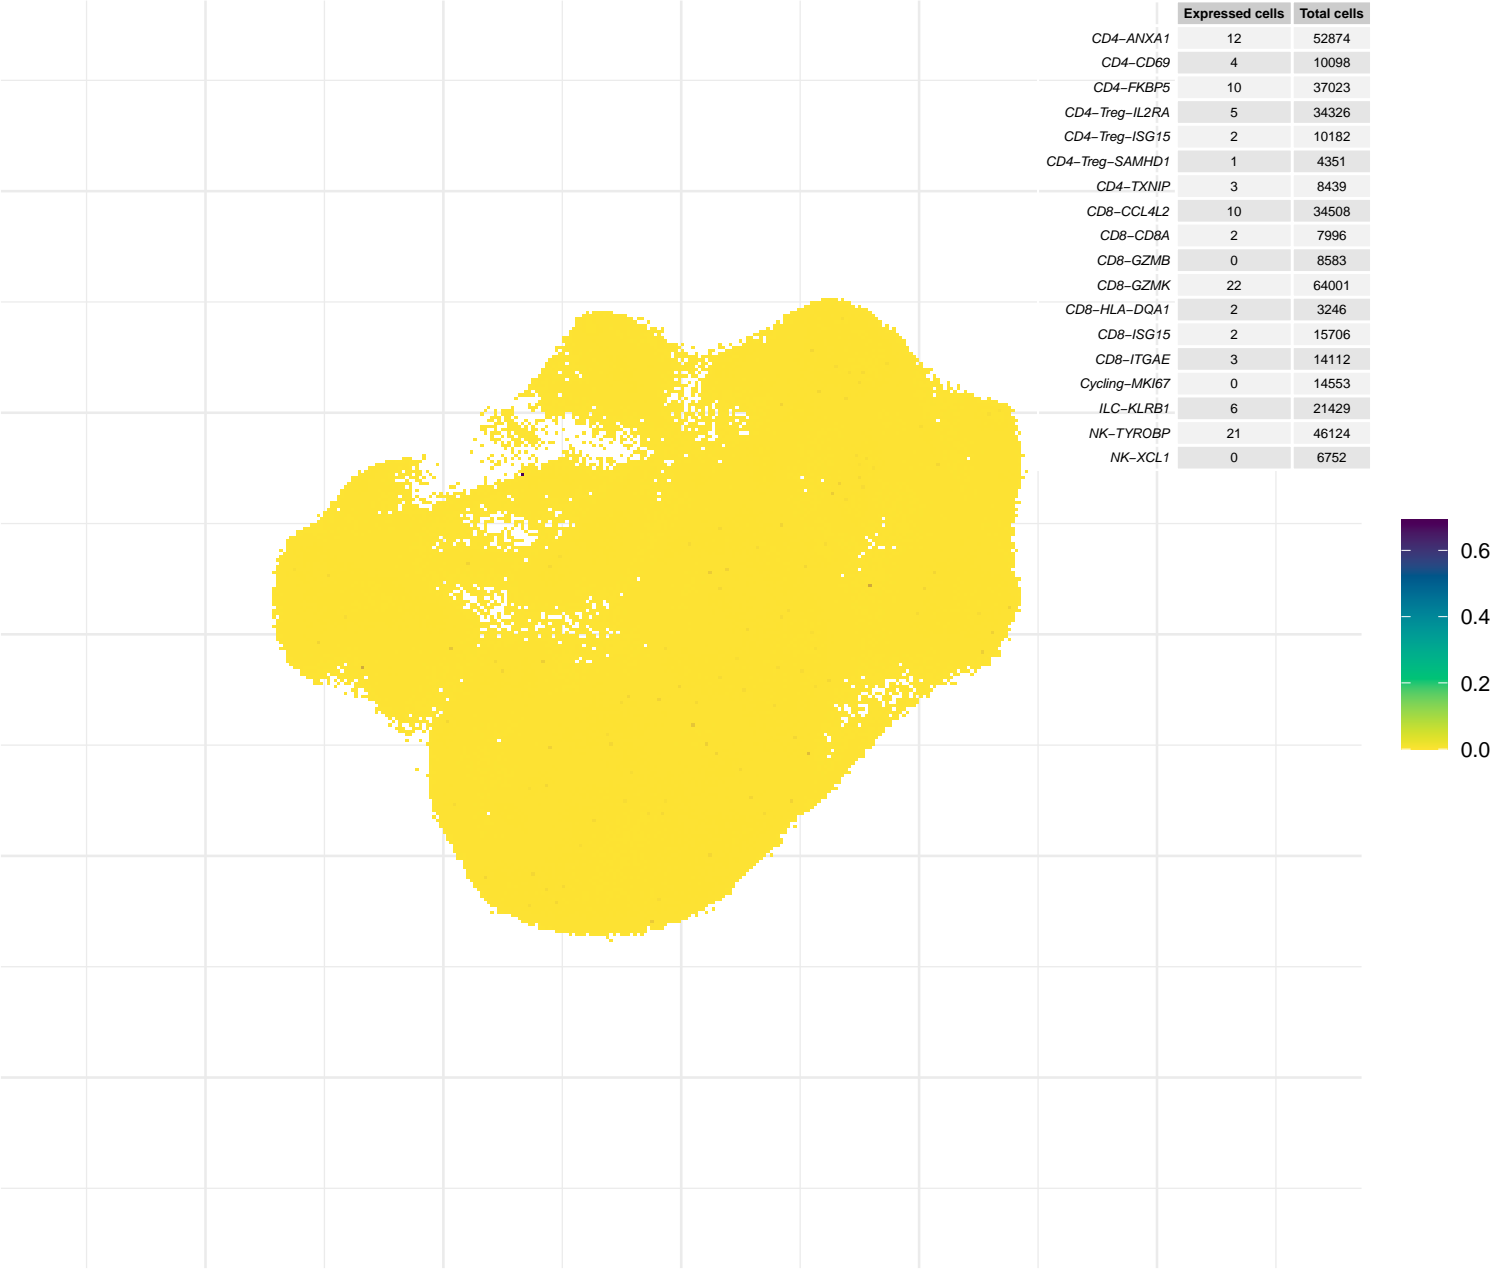 Expressed cells Total cells
CD4−ANXA1 12 52874
CD4−CD69 4 10098
CD4−FKBP5 10 37023
CD4−Treg−IL2RA 5 34326
CD4−Treg−ISG15 2 10182
CD4−Treg−SAMHD1 1 4351
CD4−TXNIP 3 8439
CD8−CCL4L2 10 34508
CD8−CD8A 2 7996
CD8−GZMB 0 8583
CD8−GZMK 22 64001
CD8−HLA−DQA1 2 3246
CD8−ISG15 2 15706
CD8−ITGAE 3 14112
Cycling−MKI67 0 14553
ILC−KLRB1 6 21429
NK−TYROBP 21 46124
NK−XCL1 0 6752
0.6
0.4
0.2
0.0